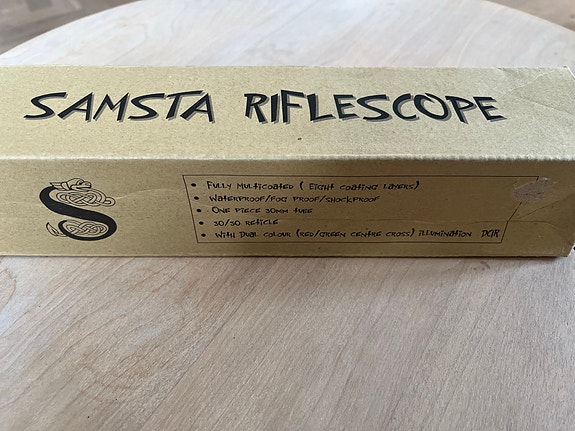 SAMSTA RIFLESCOPE
S
• FULLY MULTICOATED ( EIGHT COATING LAYERS)
• WATERPROOF/FOG PROOF/SHOCKPROOF
• ONE PIECE 30MM TUBE
• 30/30 RETICLE
• WITH DUAL COLOUR (RED/GREEN CENTRE CROSS) ILLUMINATION DCIR